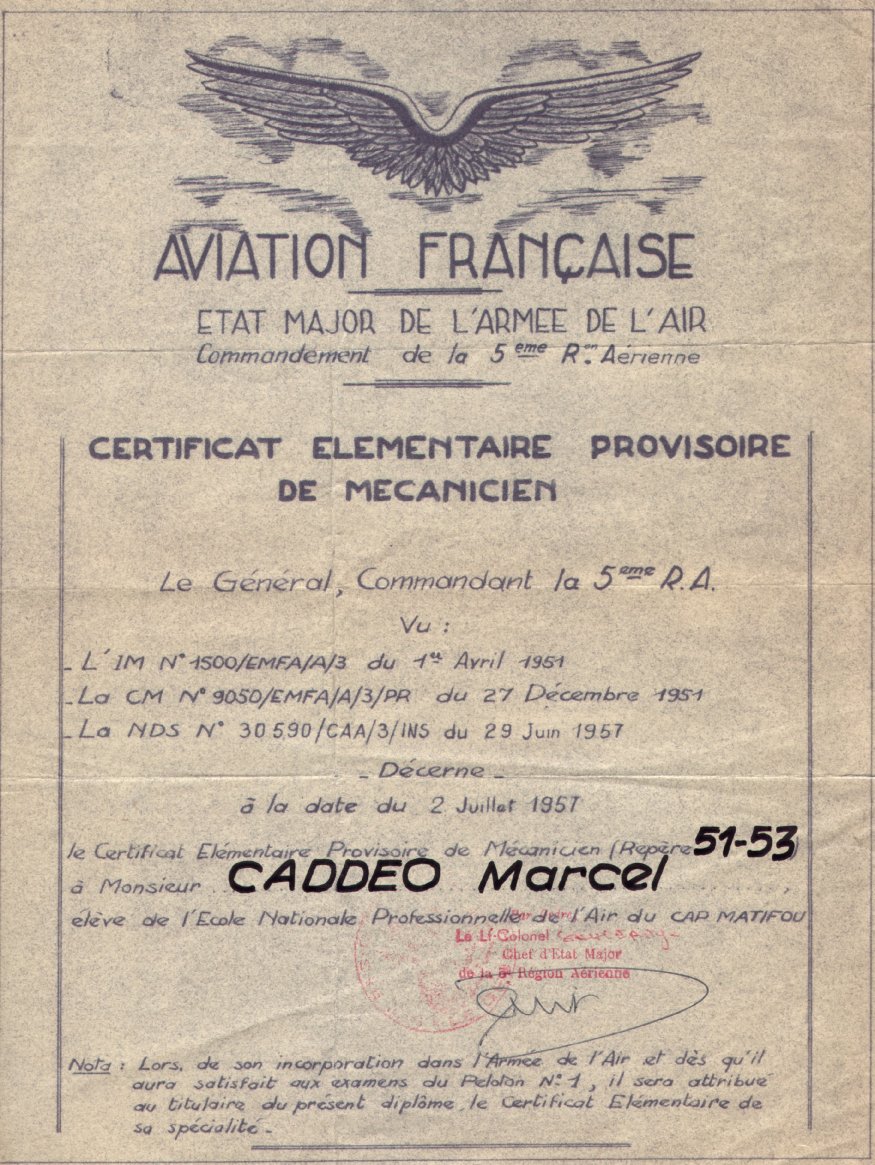 AVIATION FRANÇAISE
ETAT MAJOR DE L'ARMEE DE L'AIR
Commandement de la 5 eme R.on Aérienne
CERTIFICAT ELEMENTAIRE PROVISOIRE
DE MECANICIEN
Le Général, Commandant la 5eme R.A.
Vu :
- L'IM N° 1500/EMFA/A/3 du 1er Avril 1951
- La CM N° 9050/EMFA/A/3/PR du 27 Décembre 1951
- La NDS N° 30590/CAA/3/INS du 29 Juin 1957
- Décerne -
à la date du 2 Juillet 1957
le Certificat Elémentaire Provisoire de Mécanicien (Repère 51-53)
à Monsieur CADDEO Marcel ,
elève de l'Ecole Nationale Professionnelle de l'Air du CAP MATIFOU
Le Lt-Colonel
Chef d'Etat Major
de la 5e Région Aérienne
Nota : Lors, de son incorporation dans l'Armée de l'Air et dès qu'il
aura satisfait aux examens du Peloton N° 1, il sera attribué
au titulaire du présent diplôme, le Certificat Elémentaire de
sa spécialité.